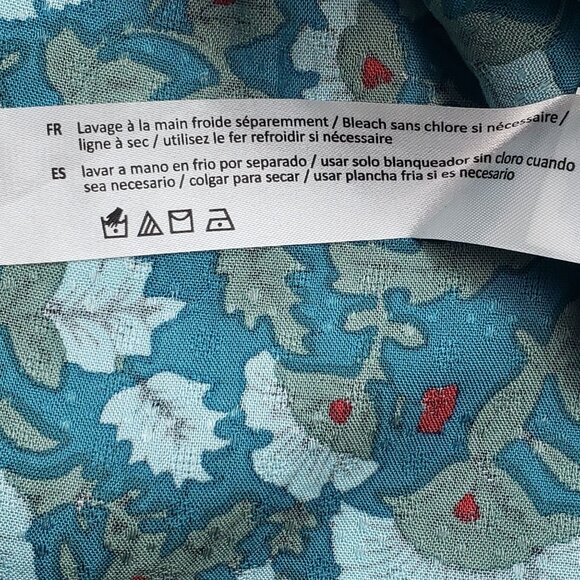 FR Lavage à la main froide séparemment / Bleach sans chlore si nécessaire /
ligne à sec / utilisez le fer refroidir si nécessaire
ES lavar a mano en frio por separado / usar solo blanqueador sin cloro cuando
sea necesario / colgar para secar / usar plancha fria si es necesario